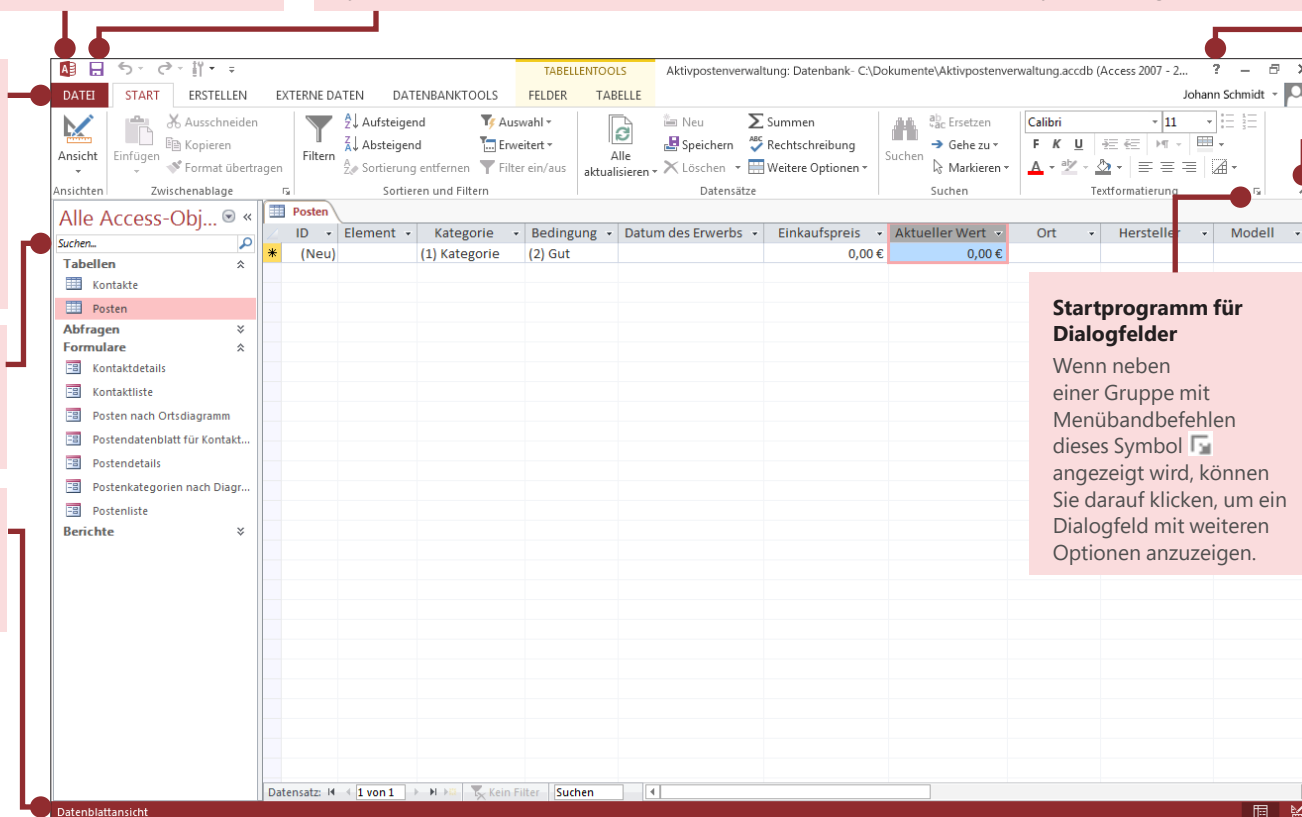 TABELLENTOOLS Aktivpostenverwaltung: Datenbank- C:\Dokumente\Aktivpostenverwaltung.accdb (Access 2007 - 2... ?
DATEI START ERSTELLEN EXTERNE DATEN DATENBANKTOOLS FELDER TABELLE Johann Schmidt
Ansicht
Einfügen
Ausschneiden
Kopieren
Format übertragen
Filtern
Aufsteigend
Absteigend
Sortierung entfernen
Auswahl
Erweitert
Filter ein/aus
Alle
aktualisieren
Neu
Speichern
Löschen
Summen
Rechtschreibung
Weitere Optionen
Suchen
Ersetzen
Gehe zu
Markieren
Calibri 11
F K U
Ansichten Zwischenablage Sortieren und Filtern Datensätze Suchen Textformatierung
Alle Access-Obj... «
Suchen...
Tabellen
Kontakte
Posten
Abfragen
Formulare
Kontaktdetails
Kontaktliste
Posten nach Ortsdiagramm
Postendatenblatt für Kontakt...
Postendetails
Postenkategorien nach Diagr...
Postenliste
Berichte
Posten
ID Element Kategorie Bedingung Datum des Erwerbs Einkaufspreis Aktueller Wert Ort Hersteller Modell
* (Neu) (1) Kategorie (2) Gut 0,00 € 0,00 €
Startprogramm für
Dialogfelder
Wenn neben
einer Gruppe mit
Menübandbefehlen
dieses Symbol
angezeigt wird, können
Sie darauf klicken, um ein
Dialogfeld mit weiteren
Optionen anzuzeigen.
Datensatz: 1 von 1 Kein Filter Suchen
Datenblattansicht